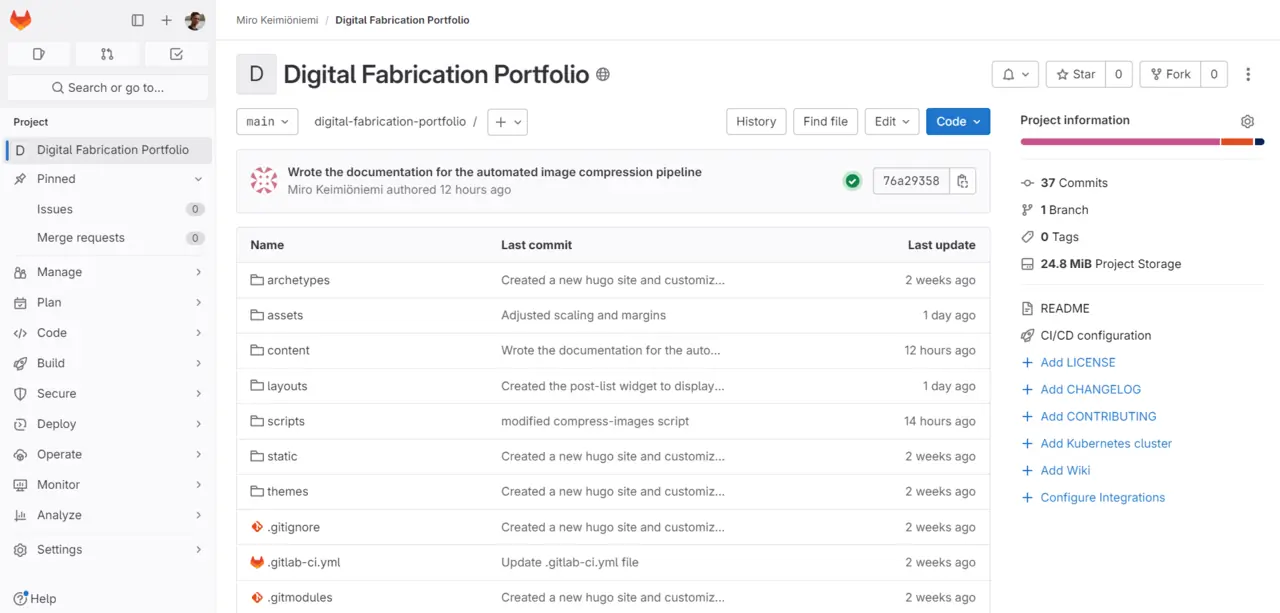 Miro Keimiöniemi / Digital Fabrication Portfolio
Search or go to...
Project
D Digital Fabrication Portfolio
Pinned
Issues 0
Merge requests 0
Manage
Plan
Code
Build
Secure
Deploy
Operate
Monitor
Analyze
Settings
Help
D Digital Fabrication Portfolio
Star 0
Fork 0
main
digital-fabrication-portfolio /
History
Find file
Edit
Code
Wrote the documentation for the automated image compression pipeline
Miro Keimiöniemi authored 12 hours ago
76a29358
Name Last commit Last update
archetypes Created a new hugo site and customiz... 2 weeks ago
assets Adjusted scaling and margins 1 day ago
content Wrote the documentation for the auto... 12 hours ago
layouts Created the post-list widget to display... 1 day ago
scripts modified compress-images script 14 hours ago
static Created a new hugo site and customiz... 2 weeks ago
themes Created a new hugo site and customiz... 2 weeks ago
.gitignore Created a new hugo site and customiz... 2 weeks ago
.gitlab-ci.yml Update .gitlab-ci.yml file 2 weeks ago
.gitmodules Created a new hugo site and customiz... 2 weeks ago
Project information
37 Commits
1 Branch
0 Tags
24.8 MiB Project Storage
README
CI/CD configuration
+ Add LICENSE
+ Add CHANGELOG
+ Add CONTRIBUTING
+ Add Kubernetes cluster
+ Add Wiki
+ Configure Integrations